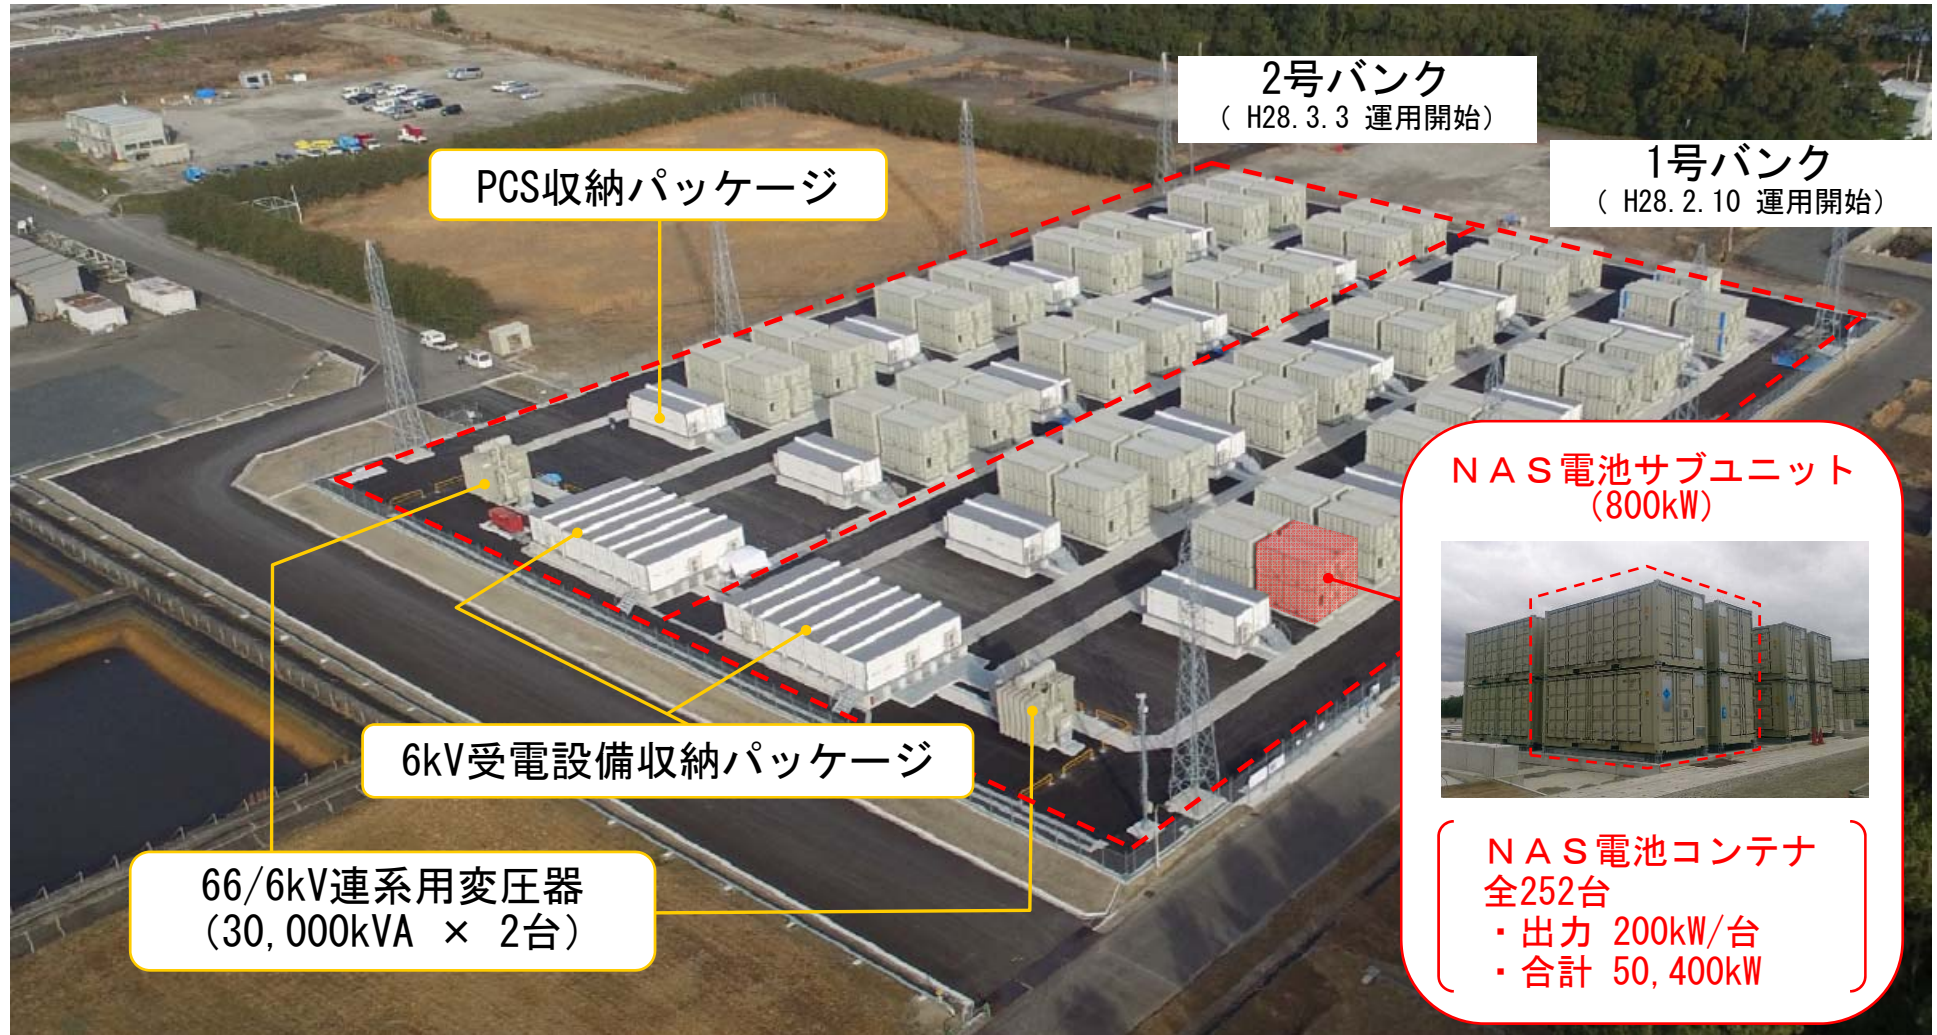 2号バンク
（ H28.3.3 運用開始）
1号バンク
（ H28.2.10 運用開始）
PCS収納パッケージ
ＮＡＳ電池サブユニット
（800kW）
6kV受電設備収納パッケージ
66/6kV連系用変圧器
（30,000kVA × 2台）
ＮＡＳ電池コンテナ
全252台
・出力 200kW/台
・合計 50,400kW